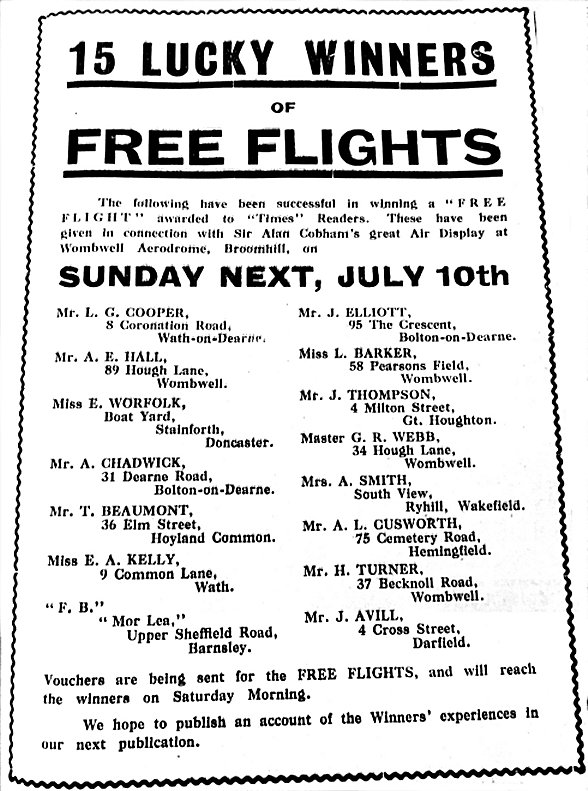 15 LUCKY WINNERS
OF
FREE FLIGHTS
The following have been successful in winning a "FREE
FLIGHT" awarded to "Times" Readers. These have been
given in connection with Sir Alan Cobham's great Air Display at
Wombwell Aerodrome, Broomhill, on
SUNDAY NEXT, JULY 10th
Mr. L. G. COOPER,
8 Coronation Road,
Wath-on-Dearne.
Mr. A. E. HALL,
89 Hough Lane,
Wombwell.
Miss E. WORFOLK,
Boat Yard,
Stainforth,
Doncaster.
Mr. A. CHADWICK,
31 Dearne Road,
Bolton-on-Dearne.
Mr. T. BEAUMONT,
36 Elm Street,
Hoyland Common.
Miss E. A. KELLY,
9 Common Lane,
Wath.
"F. B."
"Mor Lea,"
Upper Sheffield Road,
Barnsley.
Mr. J. ELLIOTT,
95 The Crescent,
Bolton-on-Dearne.
Miss L. BARKER,
58 Pearsons Field,
Wombwell.
Mr. J. THOMPSON,
4 Milton Street,
Gt. Houghton.
Master G. R. WEBB,
34 Hough Lane,
Wombwell.
Mrs. A. SMITH,
South View,
Ryhill, Wakefield.
Mr. A. L. CUSWORTH,
75 Cemetery Road,
Hemingfield.
Mr. H. TURNER,
37 Becknoll Road,
Wombwell.
Mr. J. AVILL,
4 Cross Street,
Darfield.
Vouchers are being sent for the FREE FLIGHTS, and will reach
the winners on Saturday Morning.
We hope to publish an account of the Winners' experiences in
our next publication.